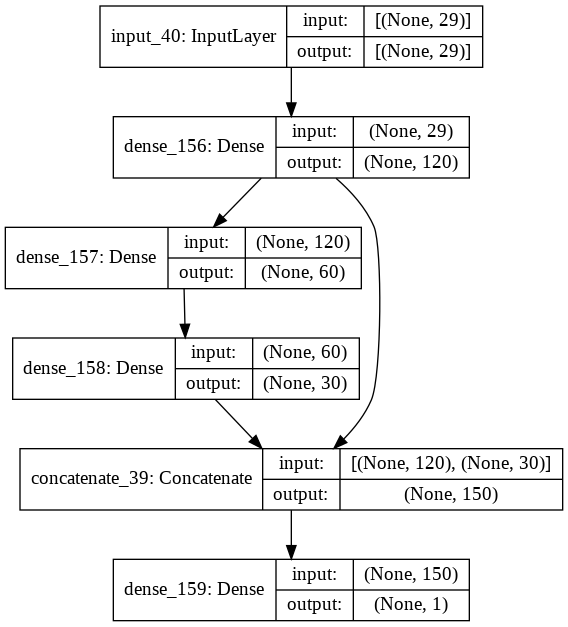 input_40: InputLayer
input: [(None, 29)]
output: [(None, 29)]
dense_156: Dense
input: (None, 29)
output: (None, 120)
dense_157: Dense
input: (None, 120)
output: (None, 60)
dense_158: Dense
input: (None, 60)
output: (None, 30)
concatenate_39: Concatenate
input: [(None, 120), (None, 30)]
output: (None, 150)
dense_159: Dense
input: (None, 150)
output: (None, 1)